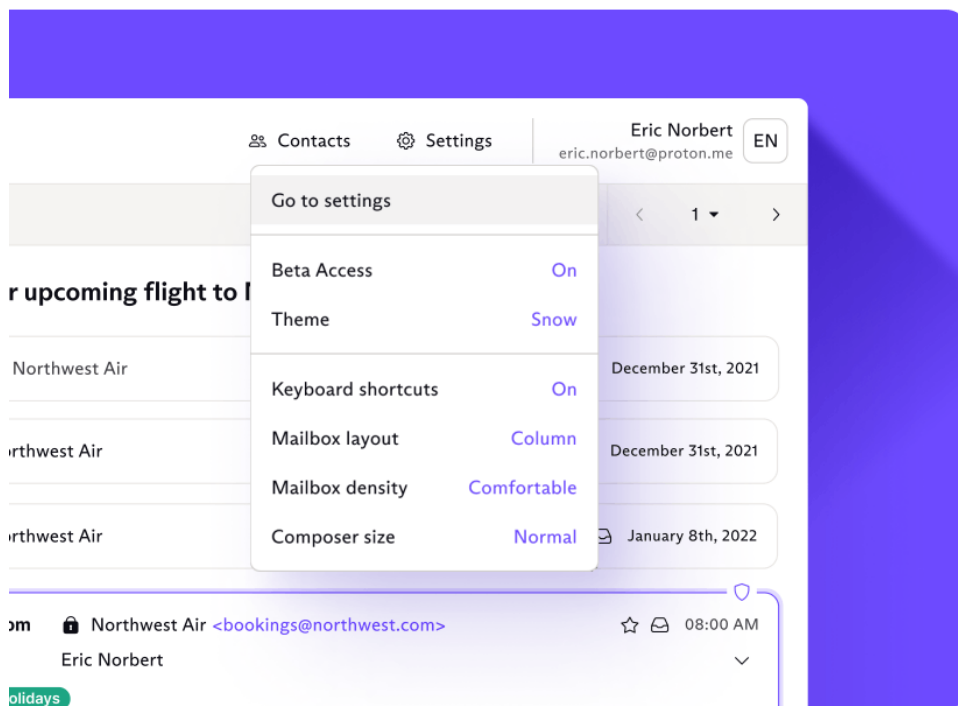 Contacts
Settings
Eric Norbert
eric.norbert@proton.me
EN
Go to settings
1
Beta Access On
r upcoming flight to
Theme Snow
Northwest Air December 31st, 2021
Keyboard shortcuts On
Mailbox layout Column
rthwest Air December 31st, 2021
Mailbox density Comfortable
rthwest Air January 8th, 2022
Composer size Normal
om Northwest Air <bookings@northwest.com> 08:00 AM
Eric Norbert
olidays